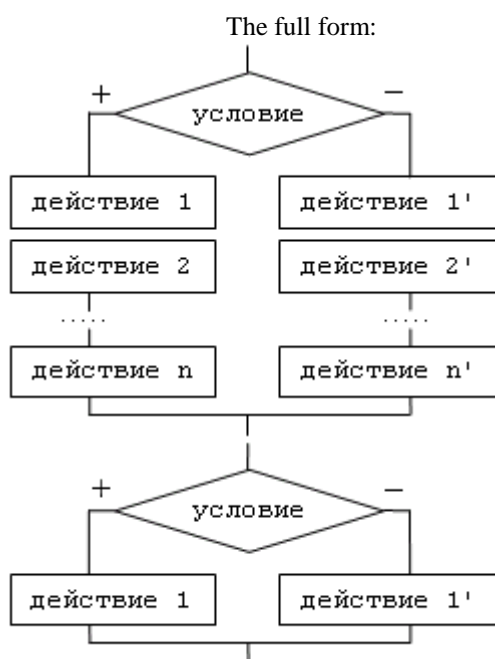 The full form:
+ −
условие
действие 1 действие 1'
действие 2 действие 2'
..... .....
действие n действие n'
+ −
условие
действие 1 действие 1'